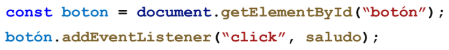 const boton = document.getElementById(“botón”);
botón.addEventListener(“click”, saludo);